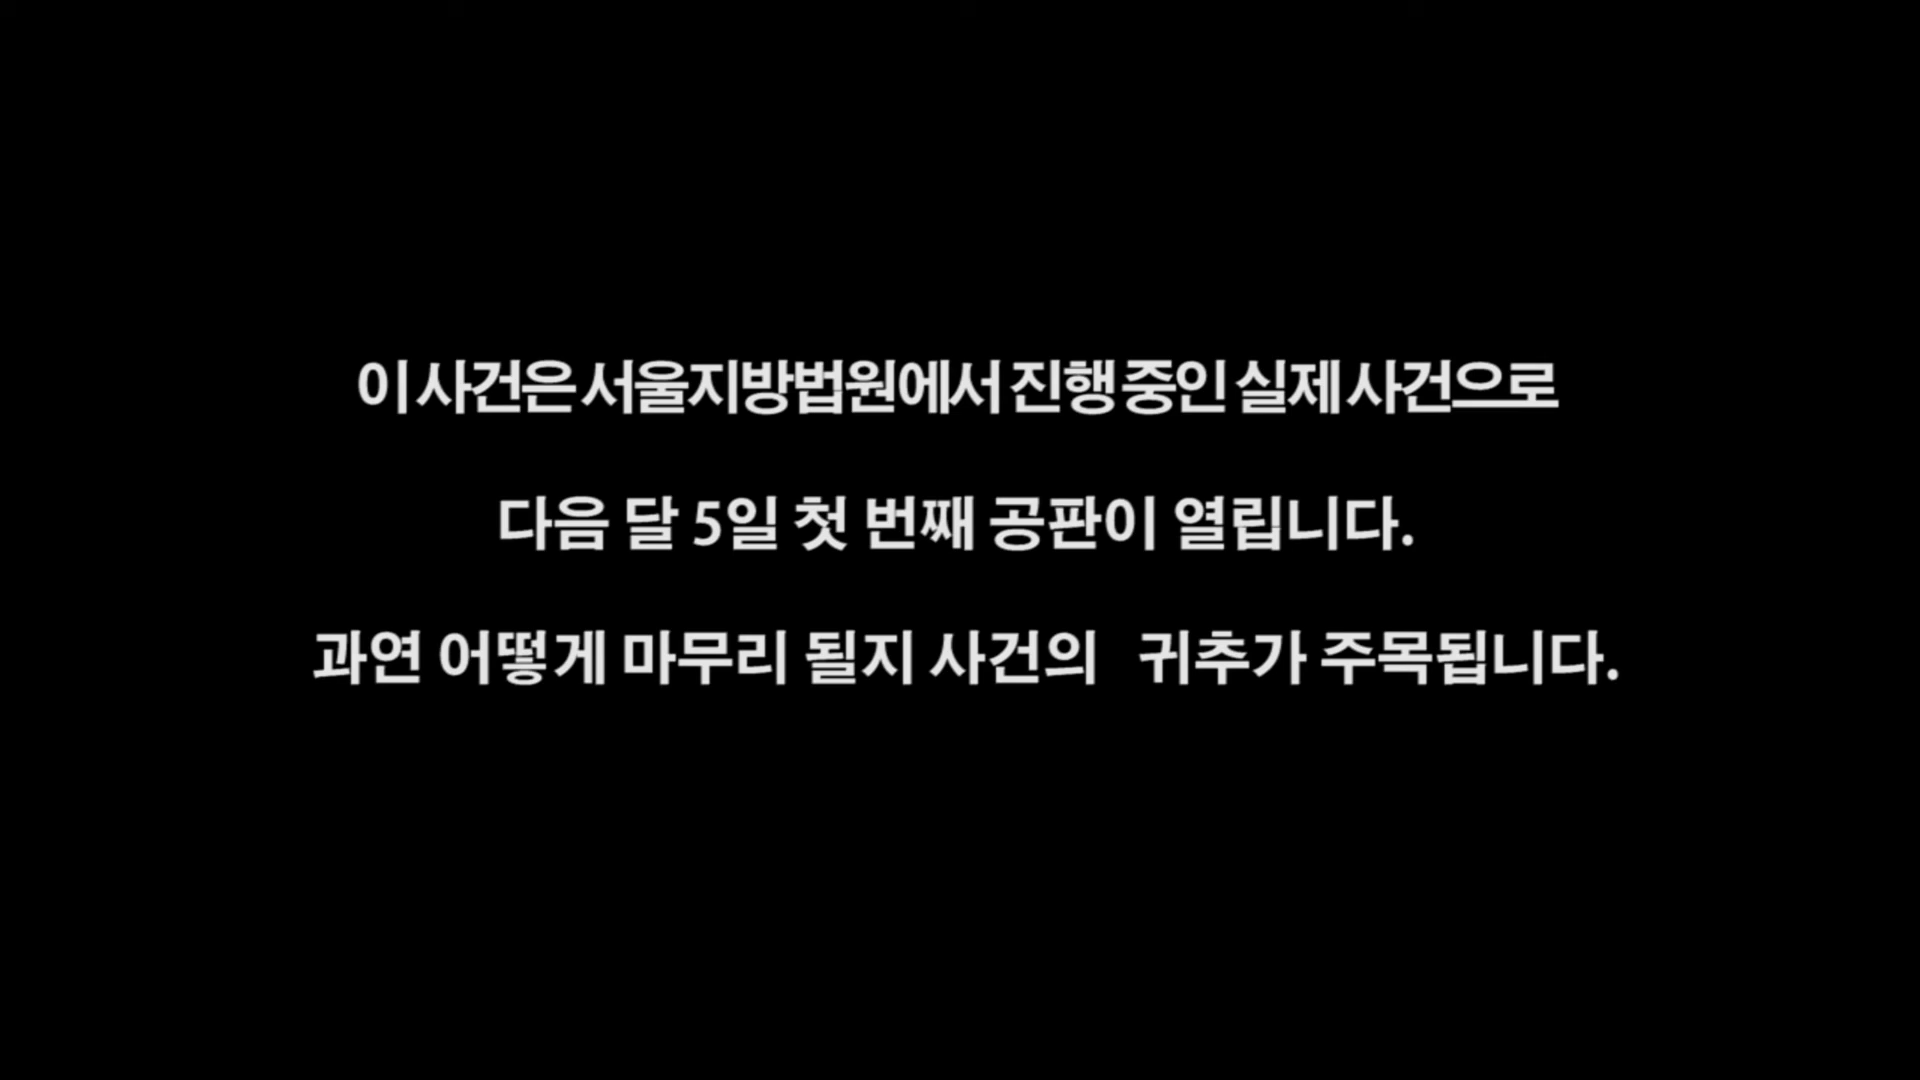 이 사건은 서울지방법원에서 진행 중인 실제 사건으로
다음 달 5일 첫 번째 공판이 열립니다.
과연 어떻게 마무리 될지 사건의 귀추가 주목됩니다.